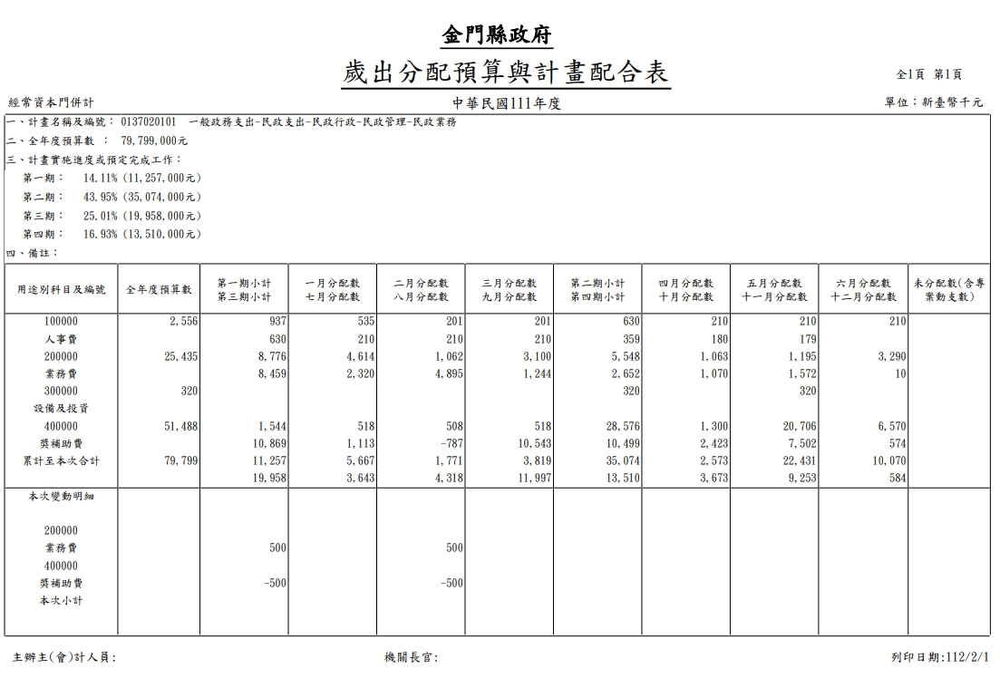 金門縣政府
歲出分配預算與計畫配合表
全1頁 第1頁
經常資本門併計 中華民國111年度 單位：新臺幣千元
一、計畫名稱及編號： 0137020101 一般政務支出-民政支出-民政行政-民政管理-民政業務
二、全年度預算數 ： 79,799,000元
三、計畫實施進度或預定完成工作：
第一期： 14.11% (11,257,000元)
第二期： 43.95% (35,074,000元)
第三期： 25.01% (19,958,000元)
第四期： 16.93% (13,510,000元)
四、備註：
用途別科目及編號 全年度預算數 第一期小計 一月分配數 二月分配數 三月分配數 第二期小計 四月分配數 五月分配數 六月分配數 未分配數(含專
第三期小計 七月分配數 八月分配數 九月分配數 第四期小計 十月分配數 十一月分配數 十二月分配數 案動支數)
100000 2,556 937 535 201 201 630 210 210 210
人事費 630 210 210 210 359 180 179
200000 25,435 8,776 4,614 1,062 3,100 5,548 1,063 1,195 3,290
業務費 8,459 2,320 4,895 1,244 2,652 1,070 1,572 10
300000 320 320 320
設備及投資
400000 51,488 1,544 518 508 518 28,576 1,300 20,706 6,570
獎補助費 10,869 1,113 -787 10,543 10,499 2,423 7,502 574
累計至本次合計 79,799 11,257 5,667 1,771 3,819 35,074 2,573 22,431 10,070
19,958 3,643 4,318 11,997 13,510 3,673 9,253 584
本次變動明細
200000
業務費 500 500
400000
獎補助費 -500 -500
本次小計
主辦主(會)計人員: 機關長官: 列印日期:112/2/1